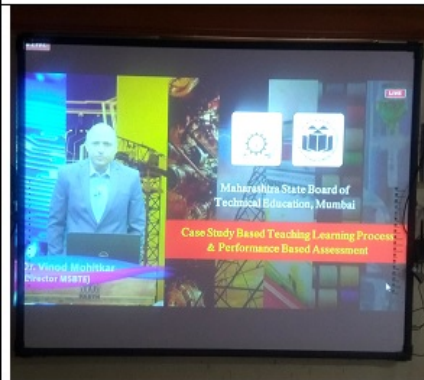 LIVE
Maharashtra State Board of
Technical Education, Mumbai
Case Study Based Teaching Learning Process
& Performance Based Assessment
Dr. Vinod Mohitkar
(Director MSBTE)